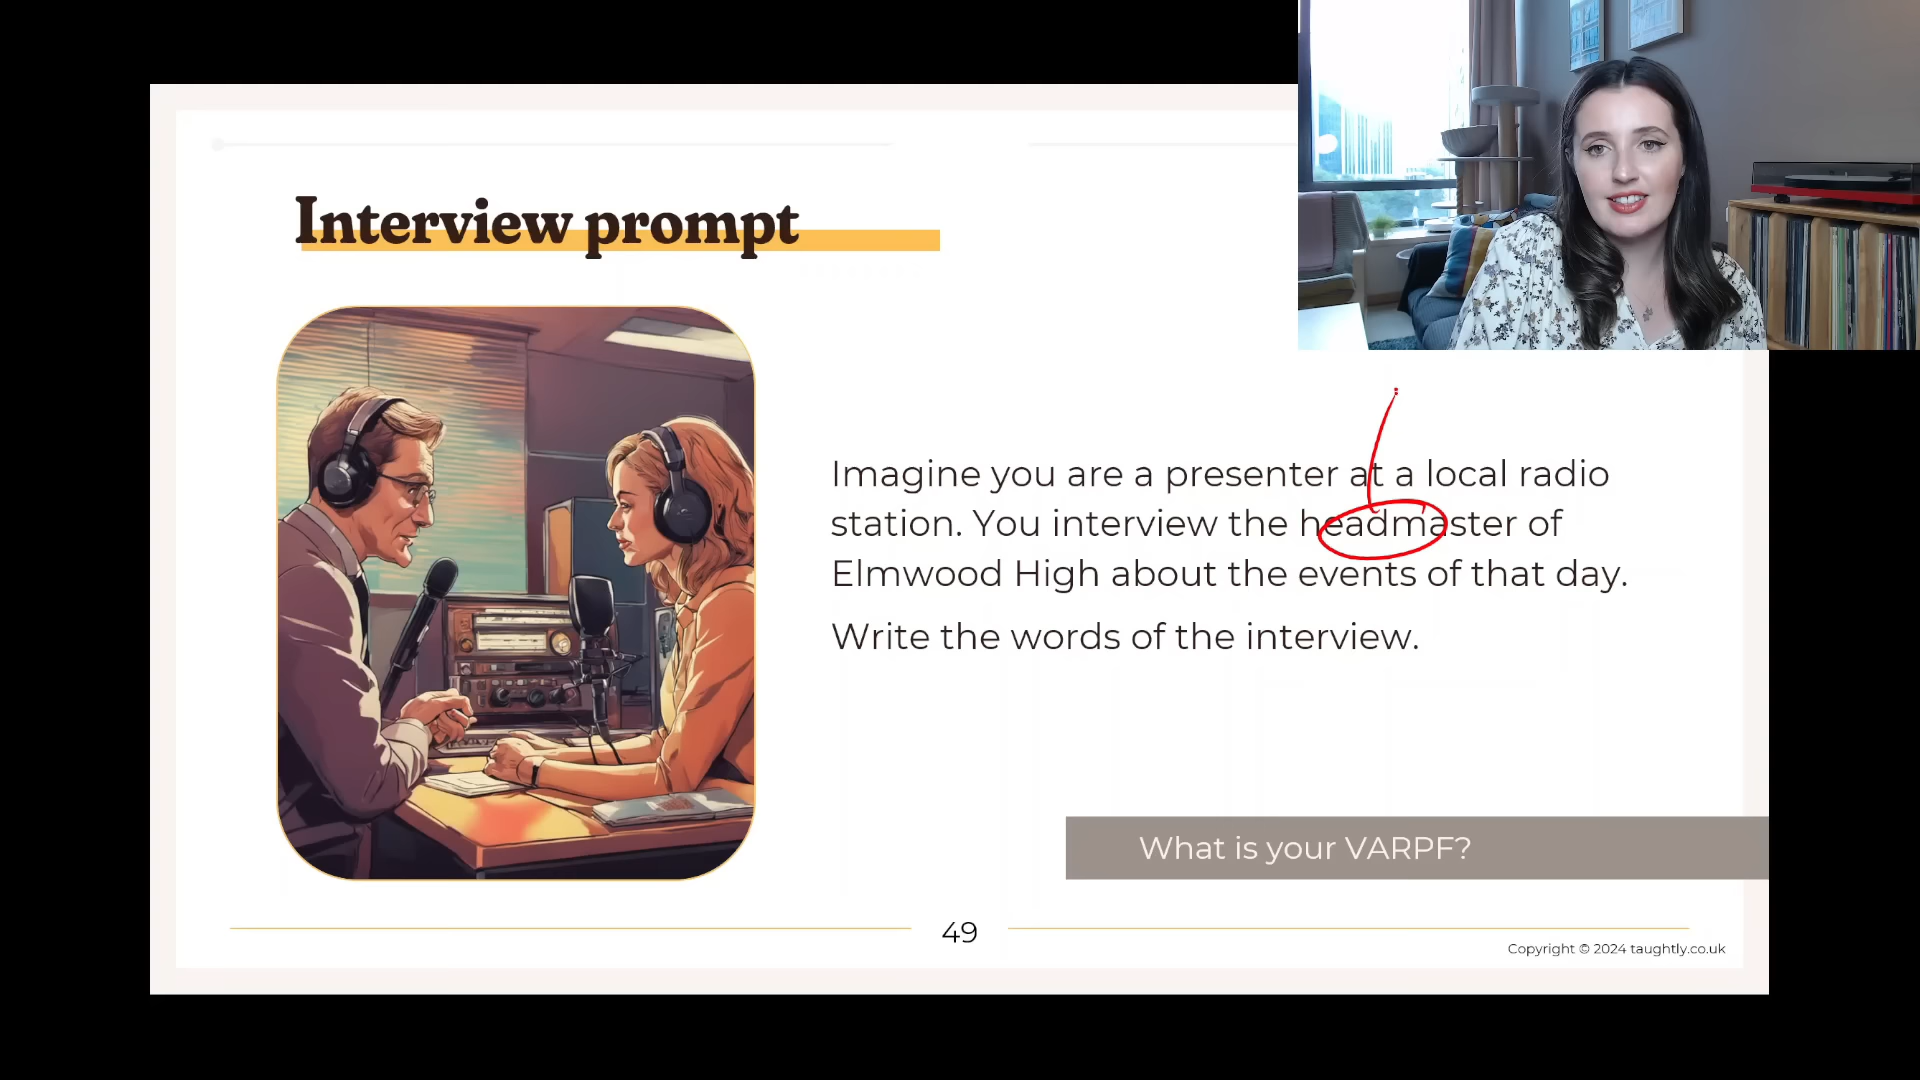 Interview prompt
Imagine you are a presenter at a local radio
station. You interview the headmaster of
Elmwood High about the events of that day.
Write the words of the interview.
What is your VARPF?
49
Copyright © 2024 taughtly.co.uk